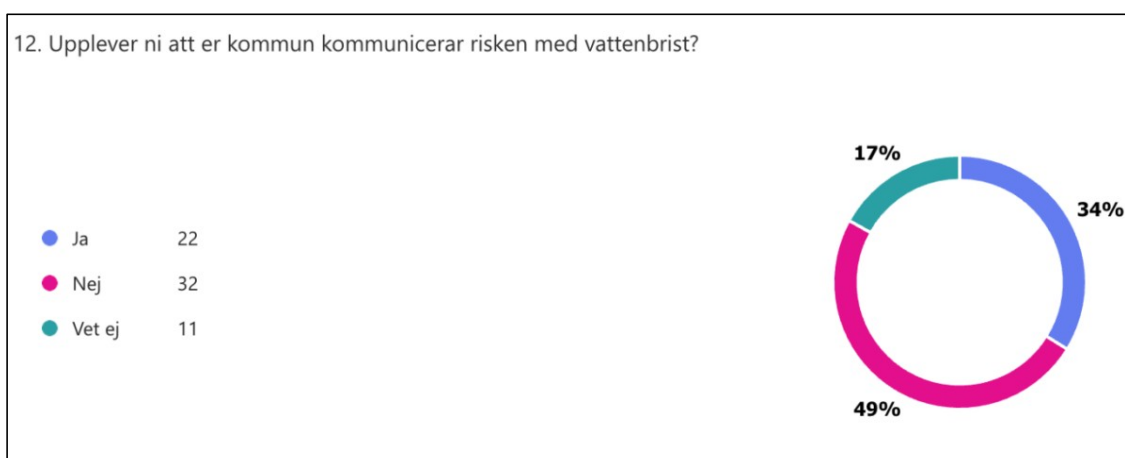 12. Upplever ni att er kommun kommunicerar risken med vattenbrist?
17%
34%
Ja 22
Nej 32
Vet ej 11
49%